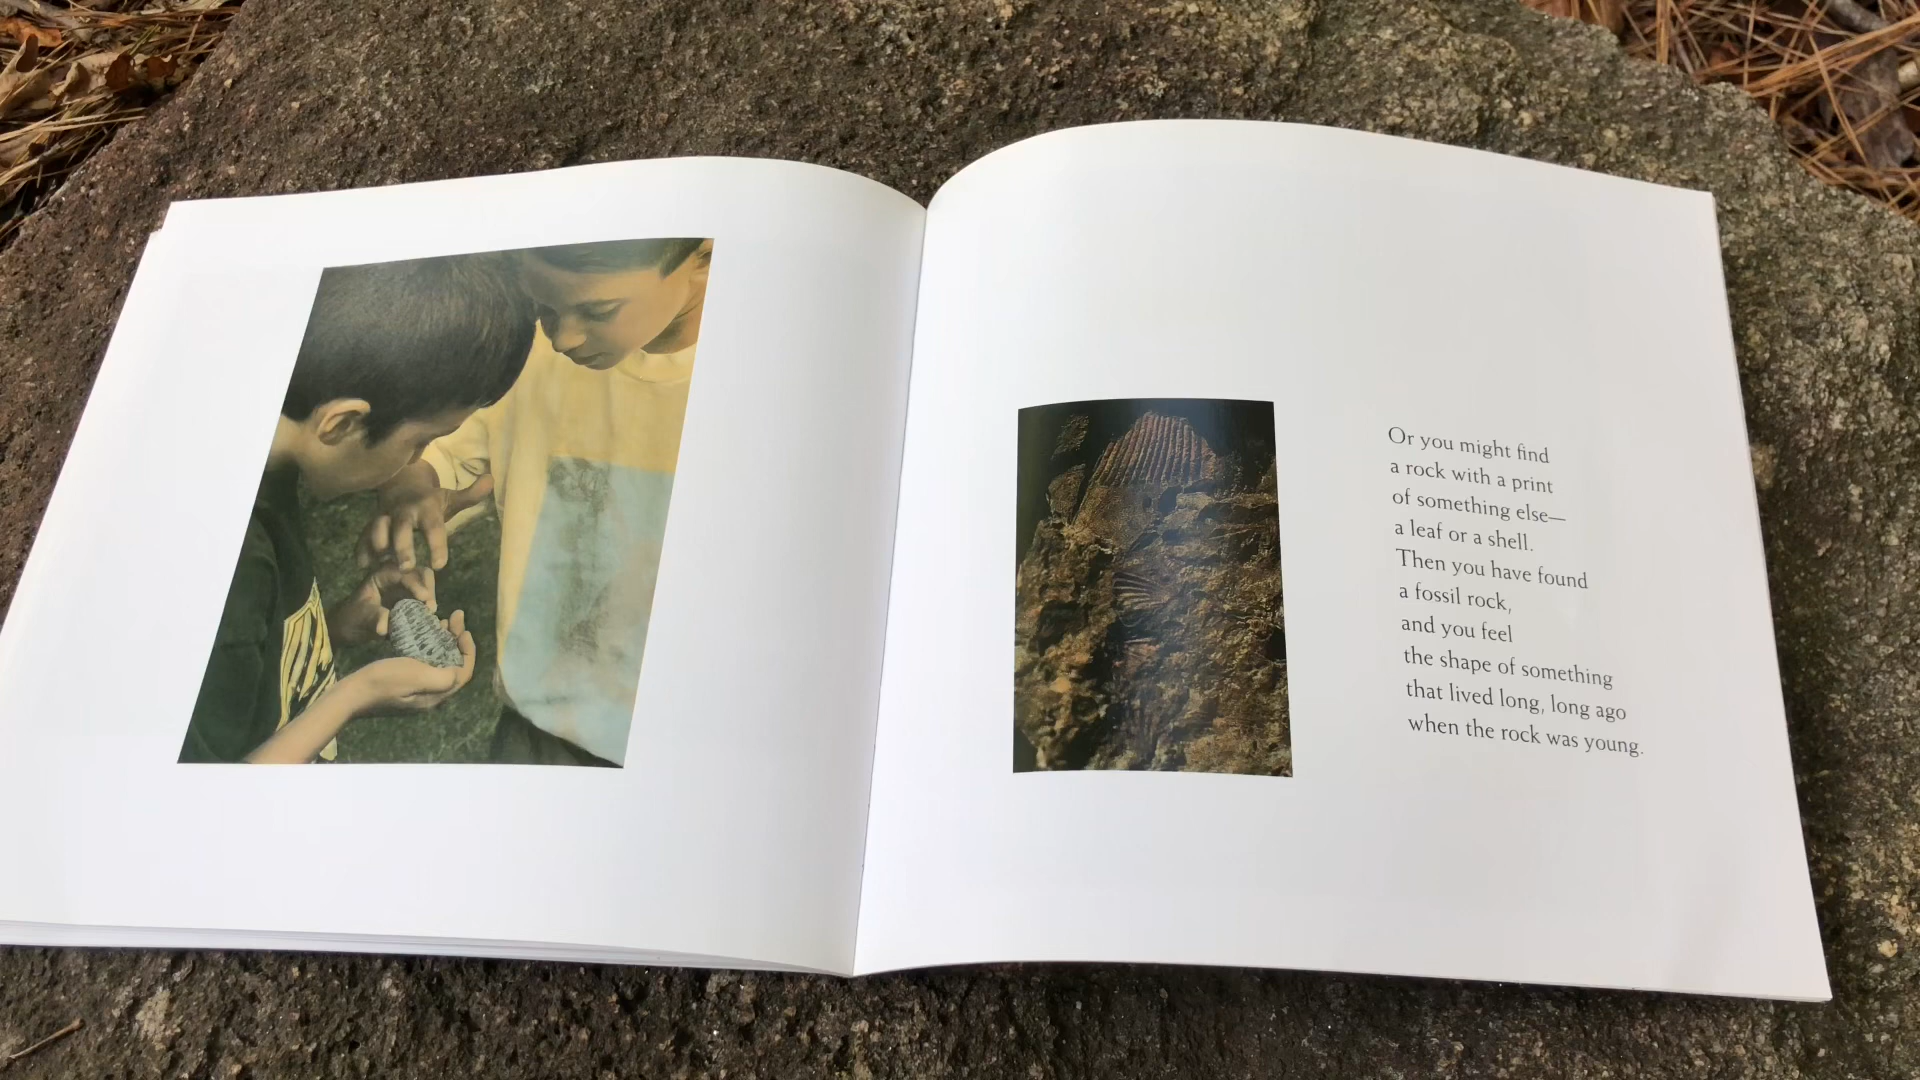 Or you might find
a rock with a print
of something else—
a leaf or a shell.
Then you have found
a fossil rock,
and you feel
the shape of something
that lived long, long ago
when the rock was young.